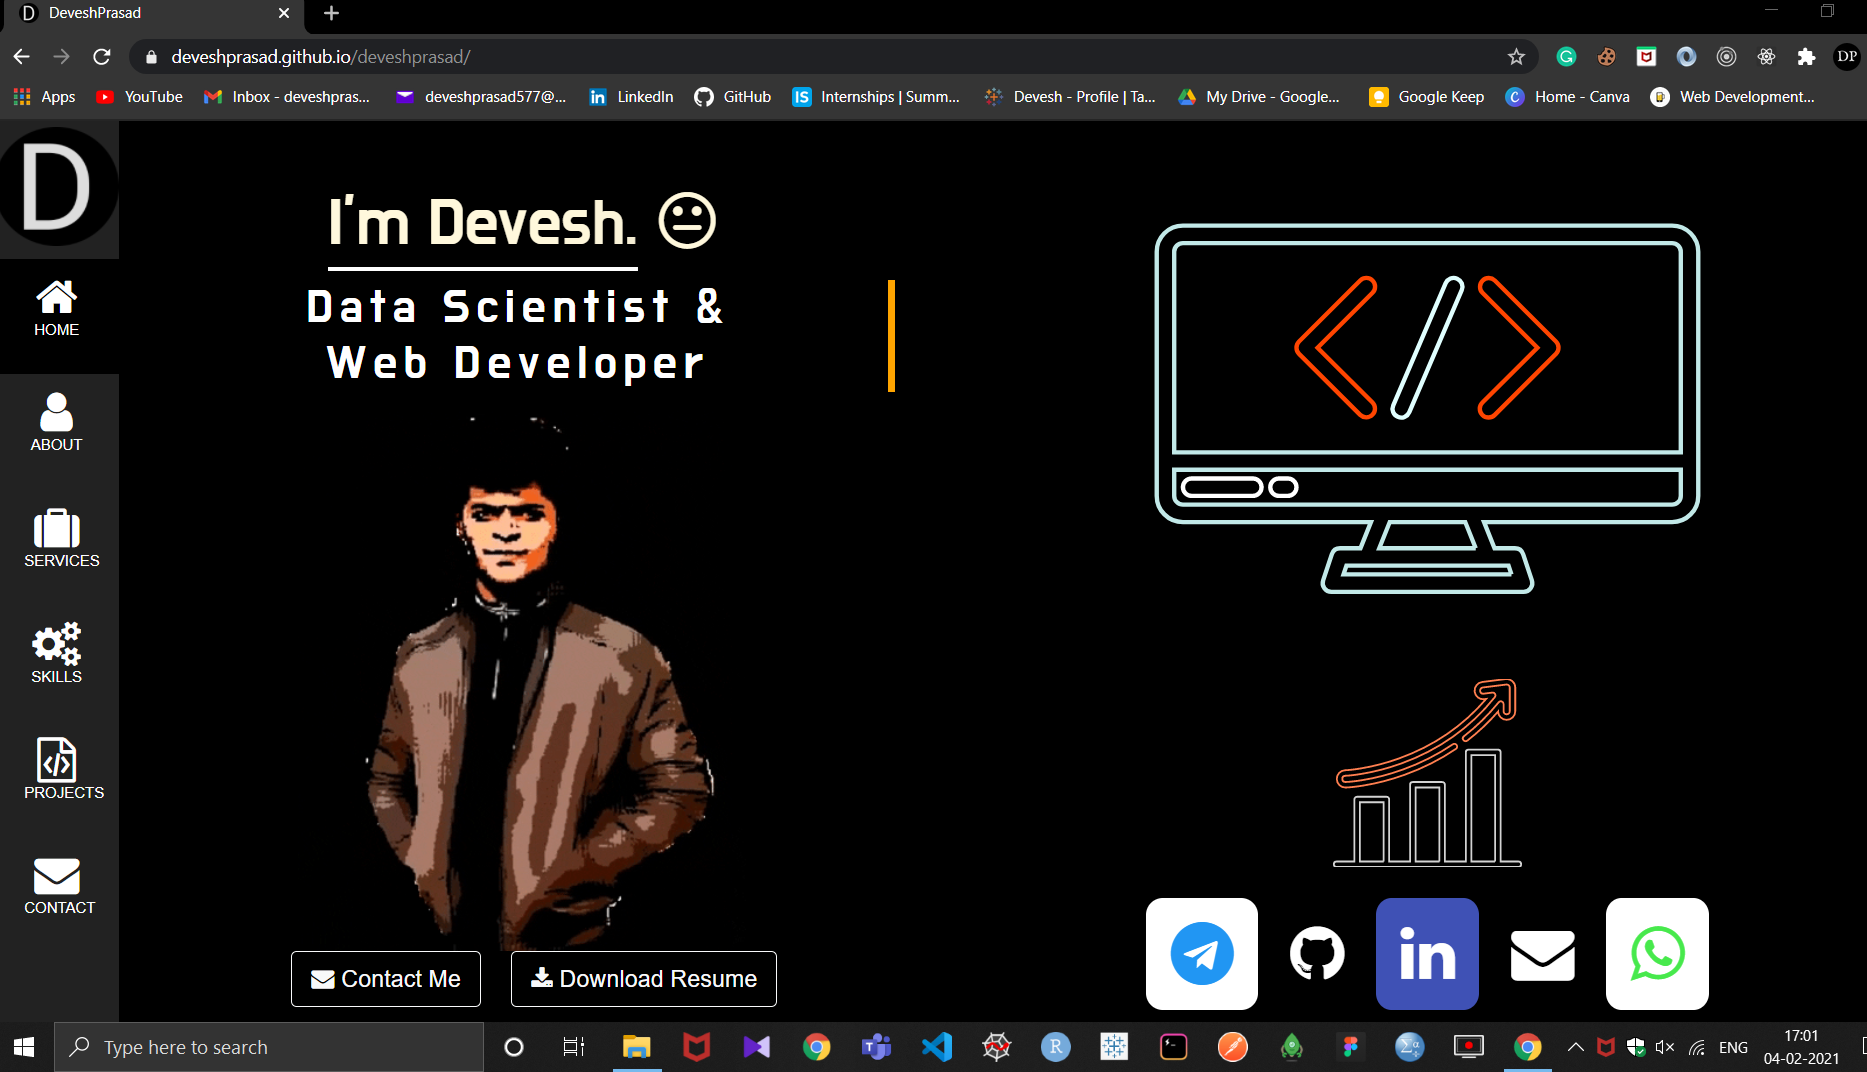 D DeveshPrasad
deveshprasad.github.io/deveshprasad/
DP
Apps YouTube Inbox - deveshpras... deveshprasad577@... LinkedIn GitHub IS Internships | Summ... Devesh - Profile | Ta... My Drive - Google... Google Keep Home - Canva Web Development...
D
I'm Devesh.
Data Scientist &
Web Developer
HOME
ABOUT
SERVICES
SKILLS
PROJECTS
CONTACT
</>
in
Contact Me Download Resume
Type here to search
R
ENG
17:01
04-02-2021